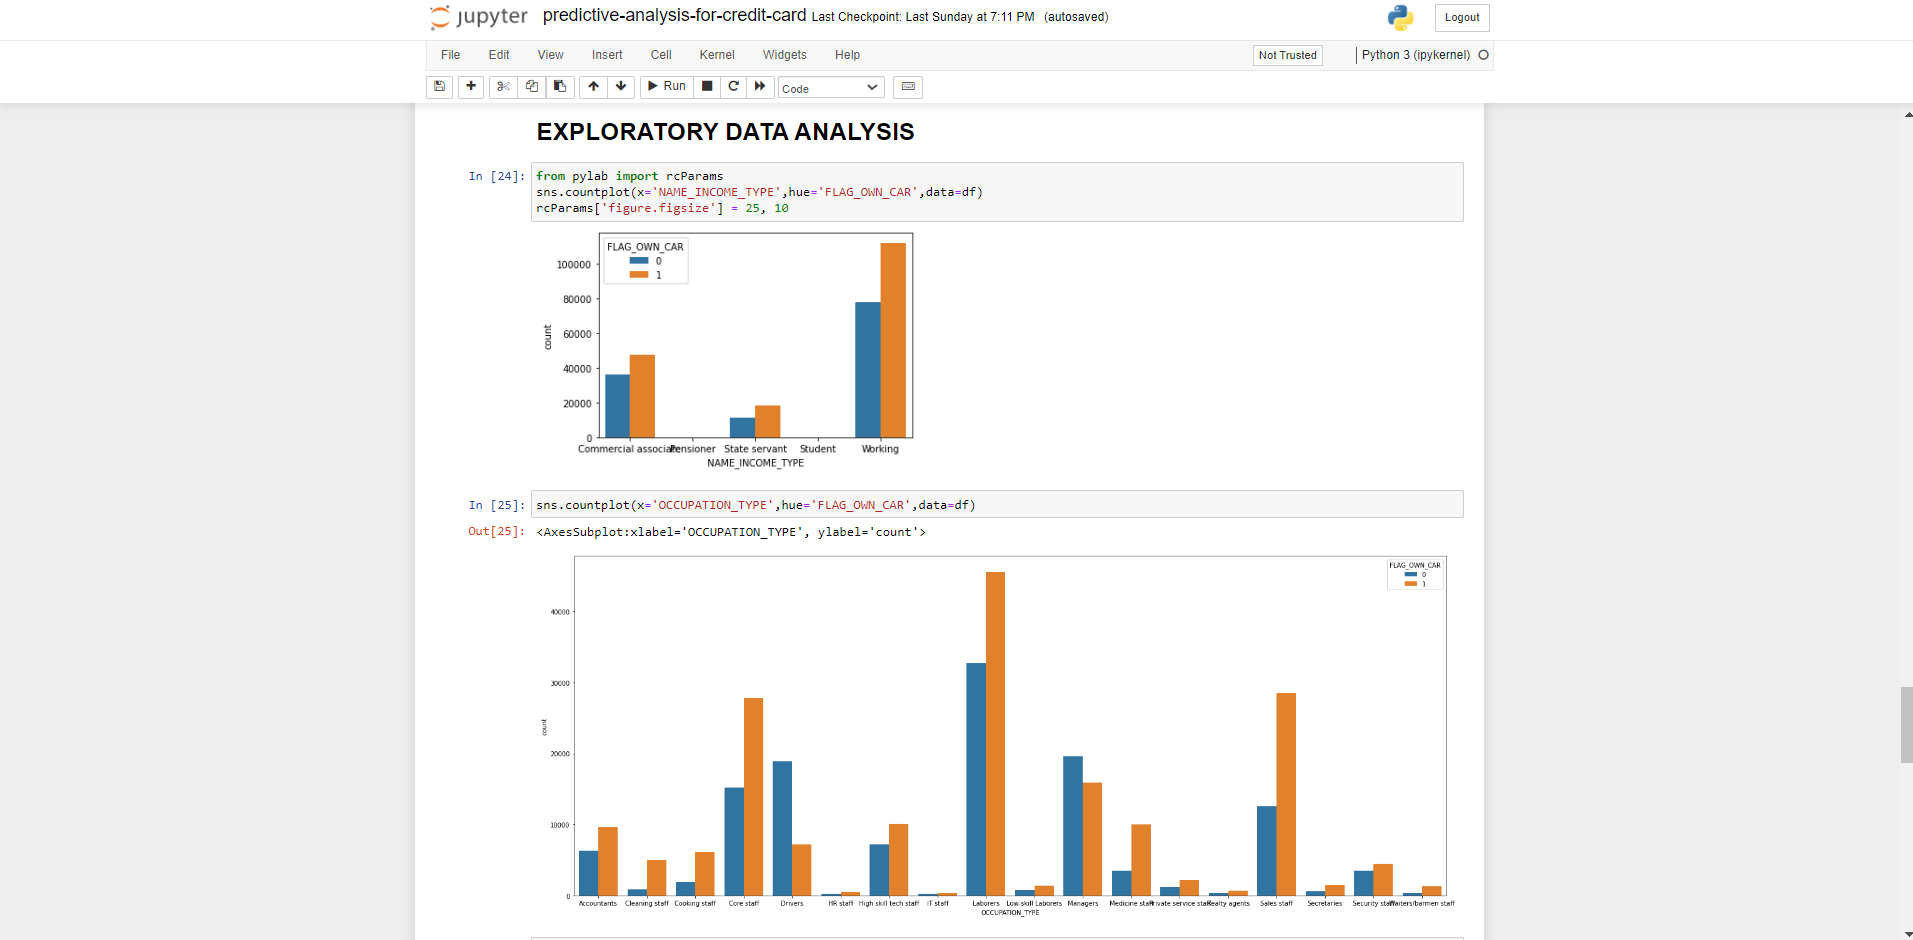 jupyter predictive-analysis-for-credit-card Last Checkpoint: Last Sunday at 7:11 PM (autosaved) Logout
File Edit View Insert Cell Kernel Widgets Help Not Trusted Python 3 (ipykernel)
Run Code
EXPLORATORY DATA ANALYSIS
In [24]: from pylab import rcParams
sns.countplot(x='NAME_INCOME_TYPE',hue='FLAG_OWN_CAR',data=df)
rcParams['figure.figsize'] = 25, 10
FLAG_OWN_CAR
0
1
100000
80000
60000
40000
20000
0
count
Commercial associate Pensioner State servant Student Working
NAME_INCOME_TYPE
In [25]: sns.countplot(x='OCCUPATION_TYPE',hue='FLAG_OWN_CAR',data=df)
Out[25]: <AxesSubplot:xlabel='OCCUPATION_TYPE', ylabel='count'>
FLAG_OWN_CAR
0
1
40000
30000
20000
10000
0
count
Accountants Cleaning staff Cooking staff Core staff Drivers HR staff High skill tech staff IT staff Laborers Low-skill Laborers Managers Medicine staff Private service staff Realty agents Sales staff Secretaries Security staff Waiters/barmen staff
OCCUPATION_TYPE